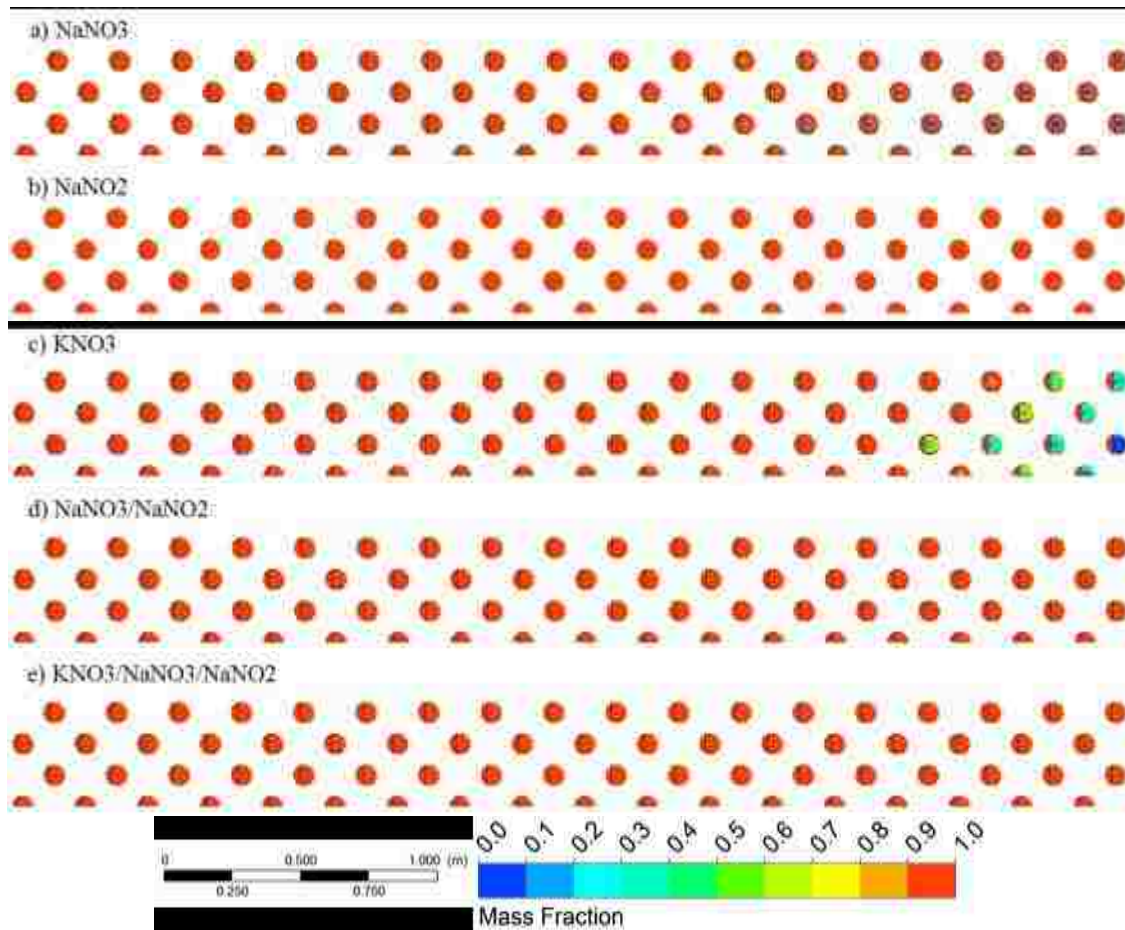 a) NaNO3
b) NaNO2
c) KNO3
d) NaNO3/NaNO2
e) KNO3/NaNO3/NaNO2
0 0.500 1.000 (m)
0.250 0.750
0.0 0.1 0.2 0.3 0.4 0.5 0.6 0.7 0.8 0.9 1.0
Mass Fraction